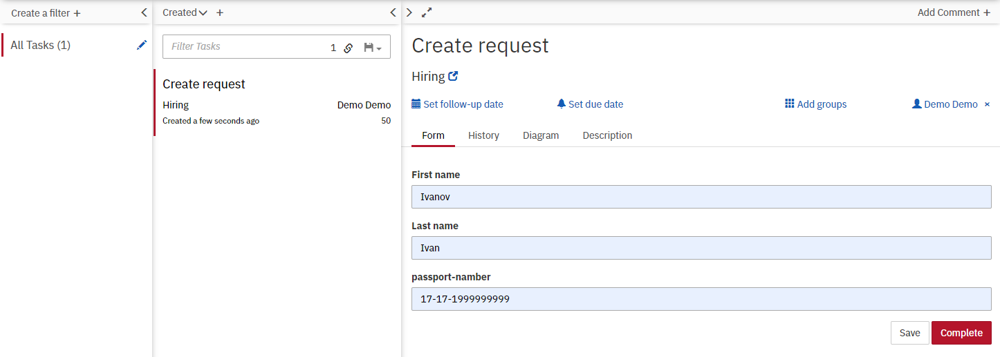 Create a filter +
Created +
Add Comment +
All Tasks (1)
Filter Tasks 1
Create request
Hiring Demo Demo
Created a few seconds ago 50
Create request
Hiring
Set follow-up date Set due date Add groups Demo Demo ×
Form History Diagram Description
First name
Ivanov
Last name
Ivan
passport-namber
17-17-1999999999
Save Complete